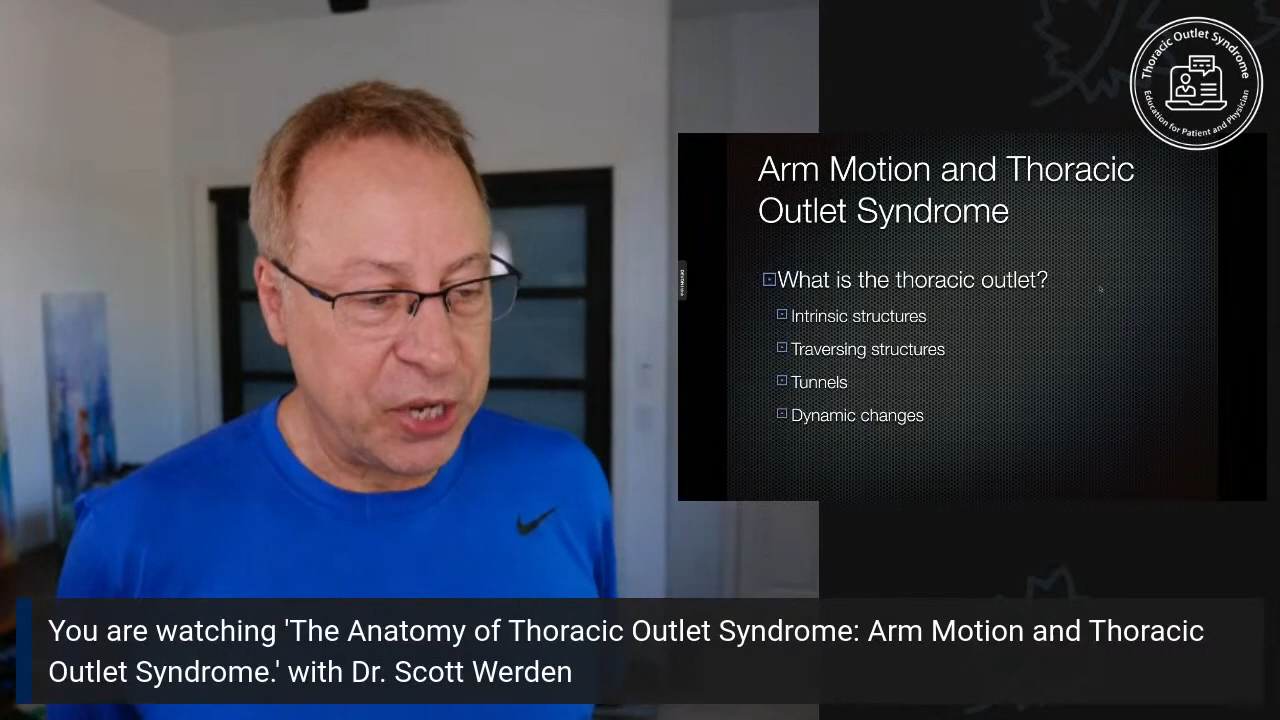 Thoracic Outlet Syndrome
Education for Patient and Physician
Arm Motion and Thoracic
Outlet Syndrome
What is the thoracic outlet?
Intrinsic structures
Traversing structures
Tunnels
Dynamic changes
You are watching 'The Anatomy of Thoracic Outlet Syndrome: Arm Motion and Thoracic
Outlet Syndrome.' with Dr. Scott Werden